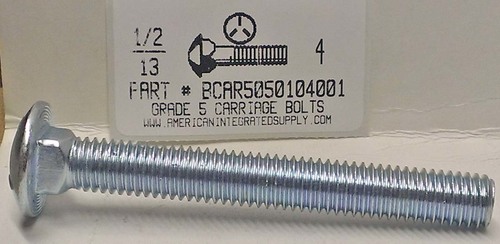 1/2
13
4
PART # BCAR5050104001
GRADE 5 CARRIAGE BOLTS
WWW.AMERICANINTEGRATEDSUPPLY.COM